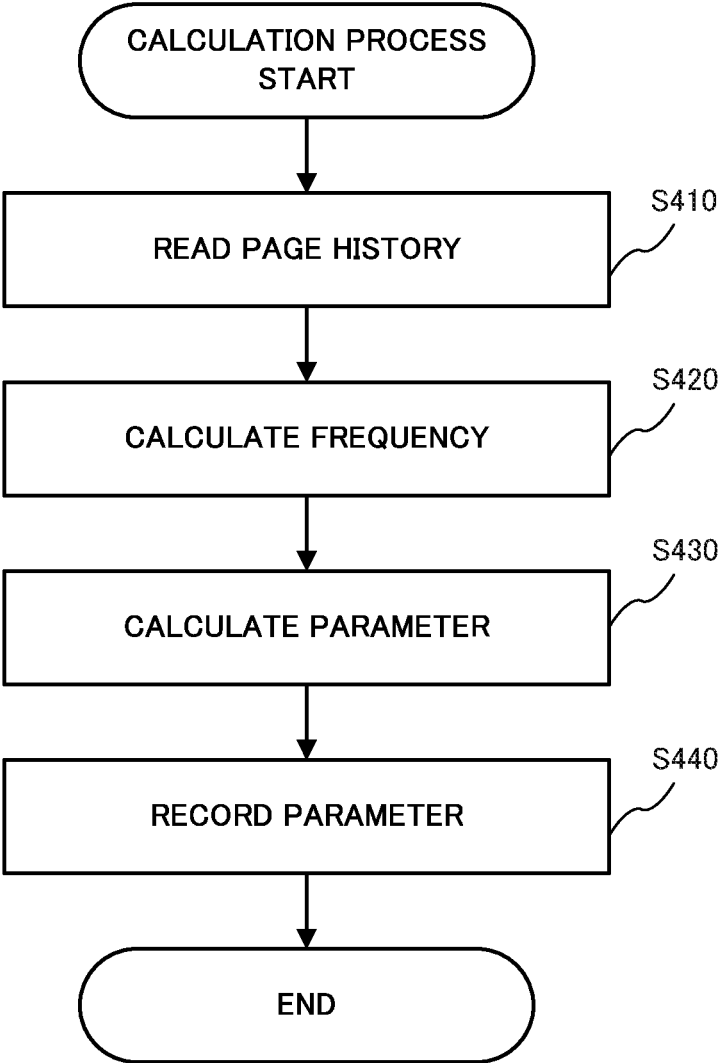 CALCULATION PROCESS
START
S410
READ PAGE HISTORY
S420
CALCULATE FREQUENCY
S430
CALCULATE PARAMETER
S440
RECORD PARAMETER
END